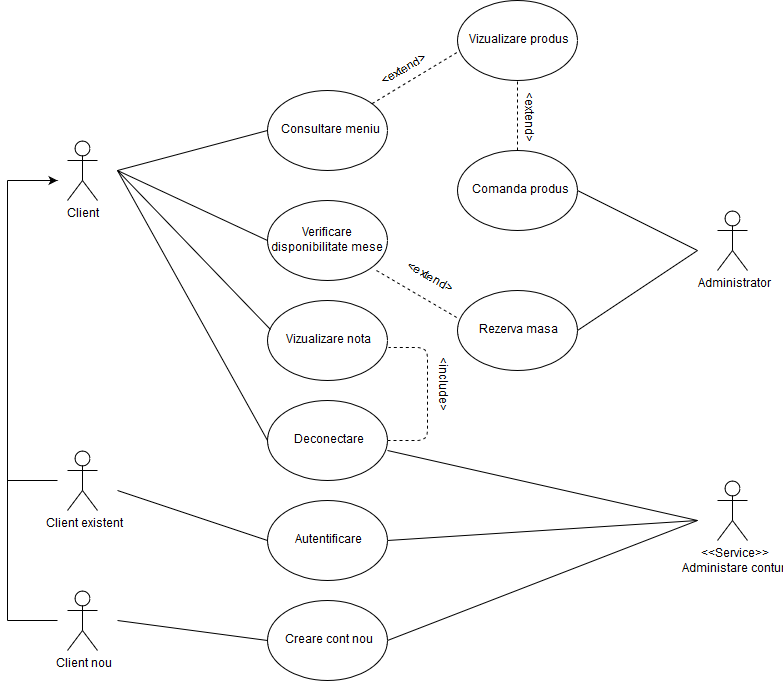 Vizualizare produs
<extend>
Consultare meniu
<extend>
Comanda produs
Client
Verificare
disponibilitate mese
<extend>
Administrator
Vizualizare nota
Rezerva masa
<include>
Deconectare
Client existent
Autentificare
<<Service>>
Administare contur
Creare cont nou
Client nou